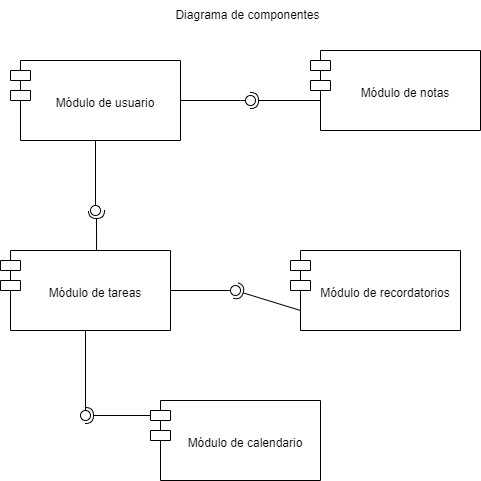 Diagrama de componentes
Módulo de usuario
Módulo de notas
Módulo de tareas
Módulo de recordatorios
Módulo de calendario